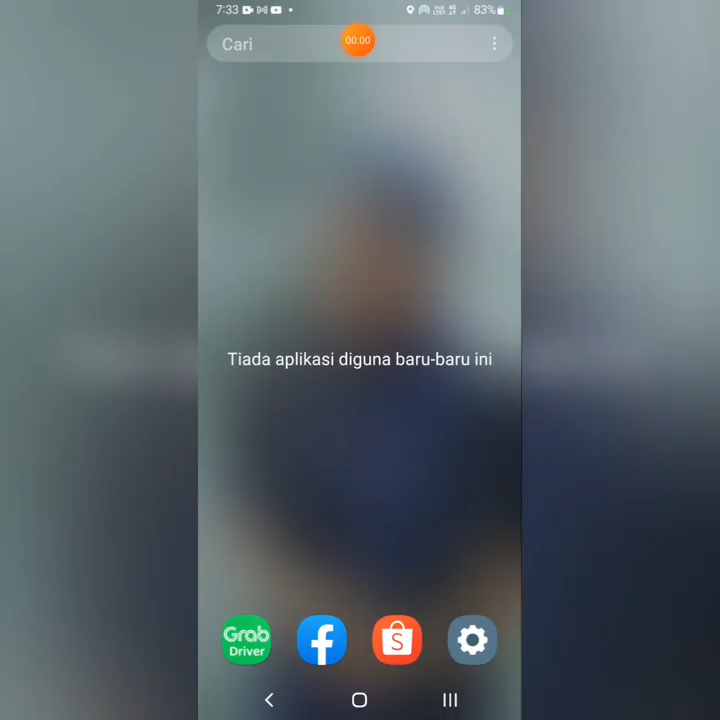 7:33
83%
Cari
00:00
Tiada aplikasi diguna baru-baru ini
Grab
Driver